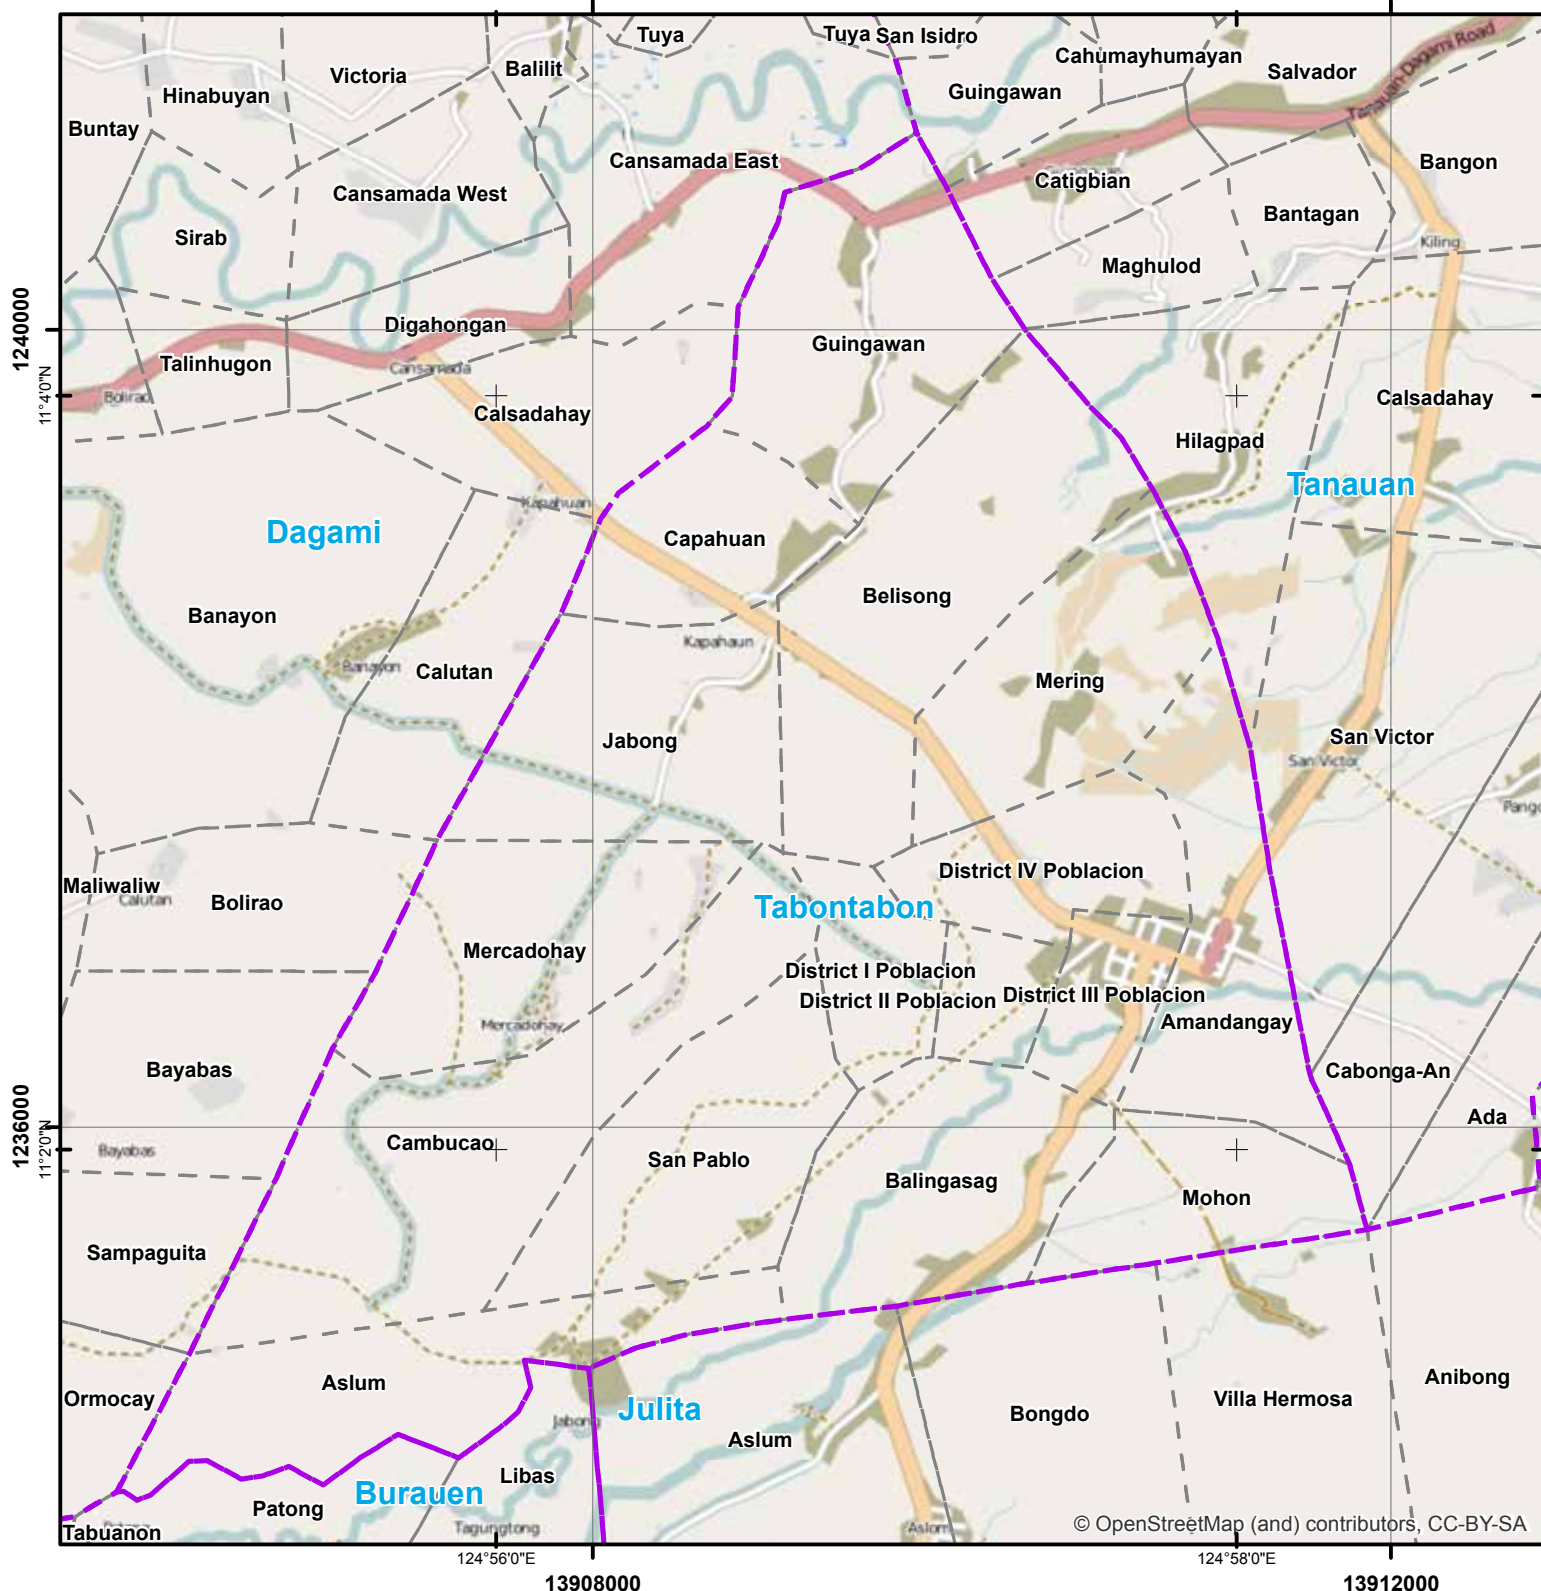 Tuya
Tuya
San Isidro
Cahumayhumayan
Salvador
Tanauan-Dagami Road
Victoria
Balilit
Hinabuyan
Guingawan
Buntay
Cansamada East
Catigbian
Bangon
Cansamada West
Bantagan
Sirab
Kiling
Maghulod
1240000
Digahongan
Guingawan
Talinhugon
Cansamada
Bolirao
11°4'0"N
Calsadahay
Calsadahay
Hilagpad
Tanauan
Kapahuan
Dagami
Capahuan
Belisong
Banayon
Kapahaun
Banayon
Calutan
Mering
Jabong
San Victor
San Victor
District IV Poblacion
Maliwaliw
Calutan
Bolirao
Tabontabon
Mercadohay
District I Poblacion
District II Poblacion
District III Poblacion
Mercadohay
Amandangay
Bayabas
Cabonga-An
1236000
Ada
11°2'0"N
Bayabas
Cambucao
San Pablo
Balingasag
Mohon
Sampaguita
Ormocay
Aslum
Anibong
Villa Hermosa
Julita
Jabong
Bongdo
Aslum
Libas
Burauen
Patong
Tagungtong
Aslom
Tabuanon
© OpenStreetMap (and) contributors, CC-BY-SA
124°56'0"E
124°58'0"E
13908000
13912000